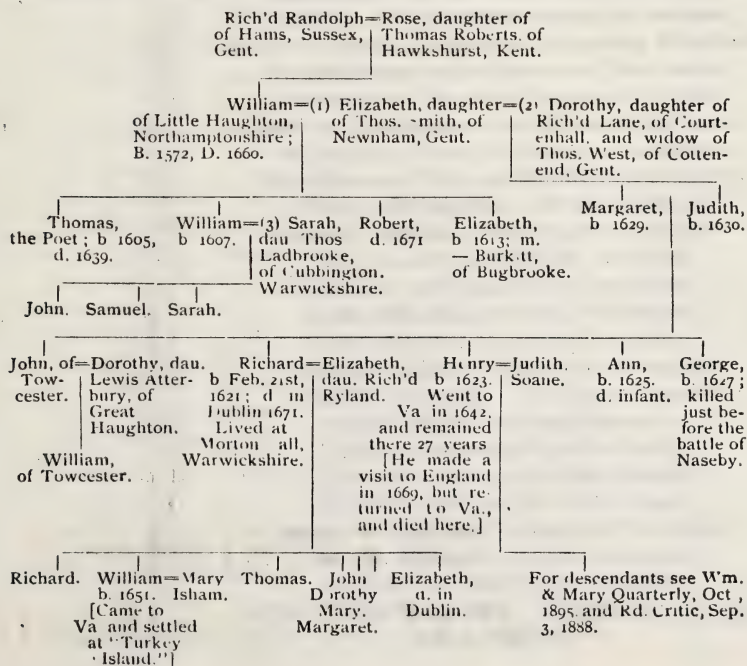 Rich'd Randolph=Rose, daughter of
of Hams, Sussex, Thomas Roberts, of
Gent. Hawkshurst, Kent.
William=(1) Elizabeth, daughter=(2) Dorothy, daughter of
of Little Haughton, of Thos. mith, of Rich'd Lane, of Court-
Northamptonshire; Newnham, Gent. enhall, and widow of
B. 1572, D. 1660. Thos. West, of Cotten-
end, Gent.
Thomas, William=(3) Sarah, Robert, Elizabeth, Margaret, Judith,
the Poet; b 1605, b 1607. dau Thos d. 1671 b 1613; m. b 1629. b. 1630.
d. 1639. Ladbrooke, — Burkitt,
of Cubbington. of Bugbrooke.
Warwickshire.
John. Samuel. Sarah.
John, of=Dorothy, dau. Richard=Elizabeth, Henry=Judith Ann, George,
Tow- Lewis Atter- b Feb. 21st, dau. Rich'd b 1623. Soane. b. 1625. b. 1627;
cester. bury, of 1621; d in Ryland. Went to d. infant. killed
Great Dublin 1671. Va in 1642, just be-
Haughton. Lived at and remained fore the
Morton all, there 27 years battle of
William, Warwickshire. [He made a Naseby.
of Towcester. visit to England
in 1669, but re-
turned to Va.,
and died here.]
Richard. William=Mary Thomas. John Elizabeth, For descendants see Wm.
b. 1651. Isham. Dorothy d. in & Mary Quarterly, Oct,
[Came to Mary. Dublin. 1895. and Rd. Critic, Sep.
Va and settled Margaret. 3, 1888.
at "Turkey
Island."]